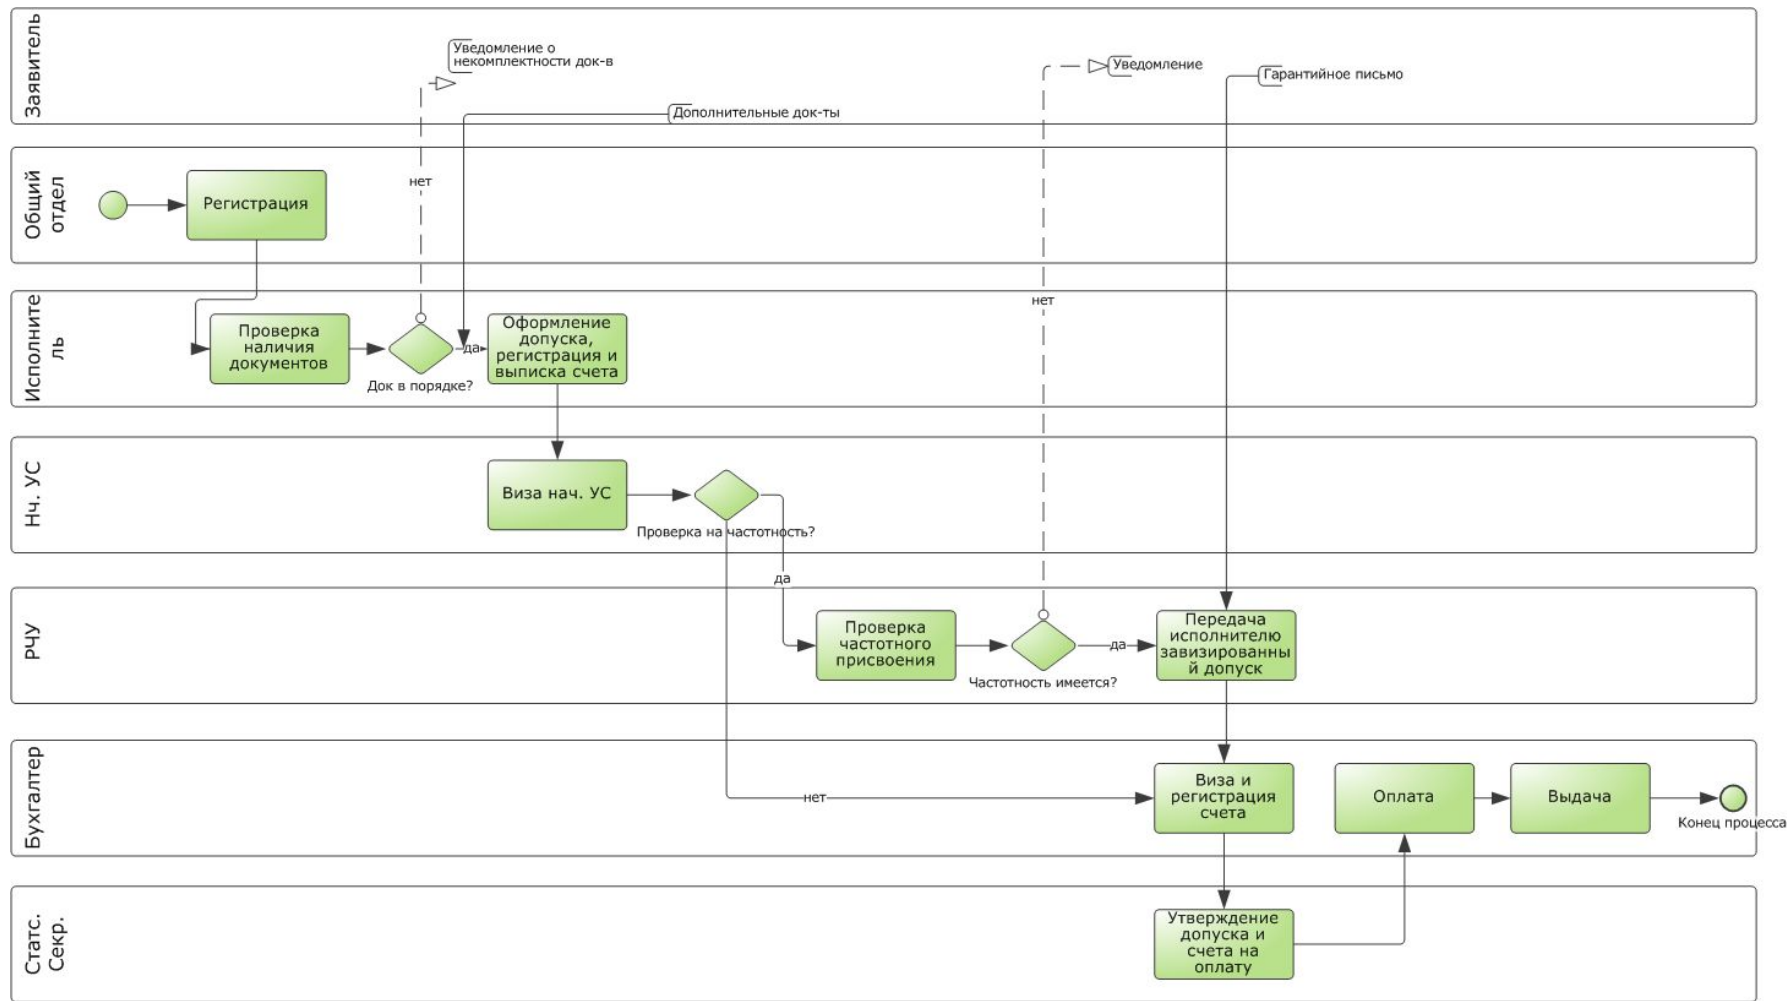 Заявитель
Уведомление о
некомплектности док-в
Уведомление
Гарантийное письмо
Дополнительные док-ты
Общий
отдел
Регистрация
нет
Исполните
ль
Проверка
наличия
документов
Док в порядке?
да
Оформление
допуска,
регистрация и
выписка счета
нет
Нч. УС
Виза нач. УС
Проверка на частотность?
да
РЧУ
Проверка
частотного
присвоения
Частотность имеется?
да
Передача
исполнителю
завизированны
й допуск
Бухгалтер
нет
Виза и
регистрация
счета
Оплата
Выдача
Конец процесса
Статс.
Секр.
Утверждение
допуска и
счета на
оплату